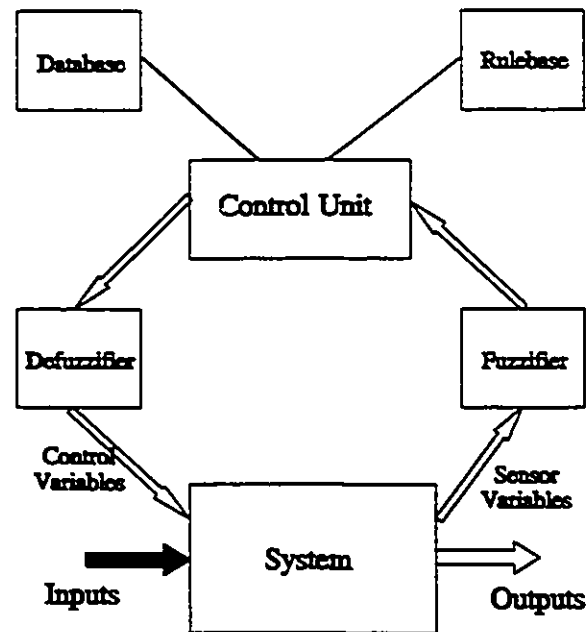 Database
Rulebase
Control Unit
Defuzzifier
Fuzzifier
Control
Variables
Sensor
Variables
System
Inputs
Outputs